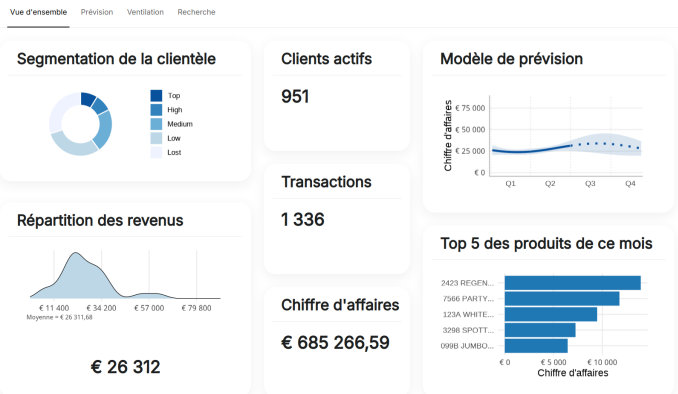 Vue d'ensemble
Prévision
Ventilation
Recherche
Segmentation de la clientèle
Top
High
Medium
Low
Lost
Répartition des revenus
€ 11 400
€ 34 200
€ 57 000
€ 79 800
Moyenne = € 26 311,68
€ 26 312
Clients actifs
951
Transactions
1 336
Chiffre d'affaires
€ 685 266,59
Modèle de prévision
Chiffre d'affaires
€ 75 000
€ 50 000
€ 25 000
€ 0
Q1
Q2
Q3
Q4
Top 5 des produits de ce mois
2423 REGEN...
7566 PARTY...
123A WHITE...
3298 SPOTT...
099B JUMBO...
€ 0
€ 5 000
€ 10 000
Chiffre d'affaires